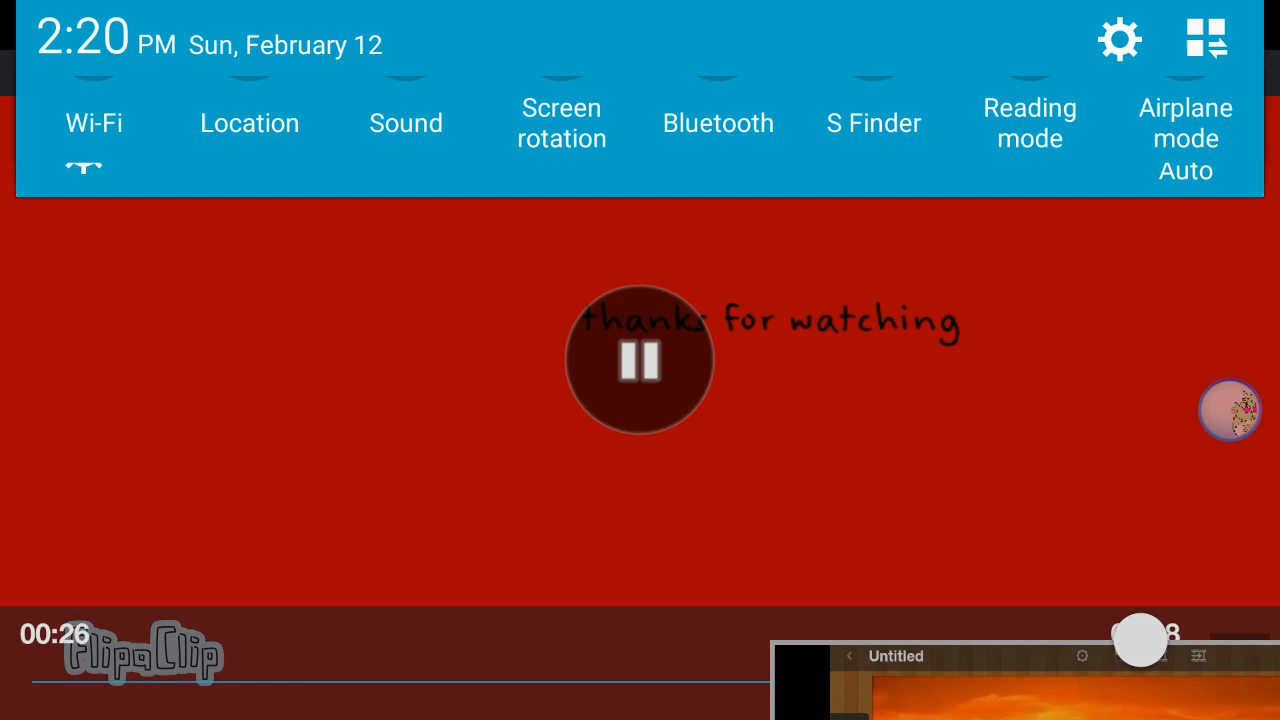 2:20 PM Sun, February 12
Wi-Fi
Location
Sound
Screen
rotation
Bluetooth
S Finder
Reading
mode
Airplane
mode
Auto
thanks for watching
00:26
FlipaClip
Untitled